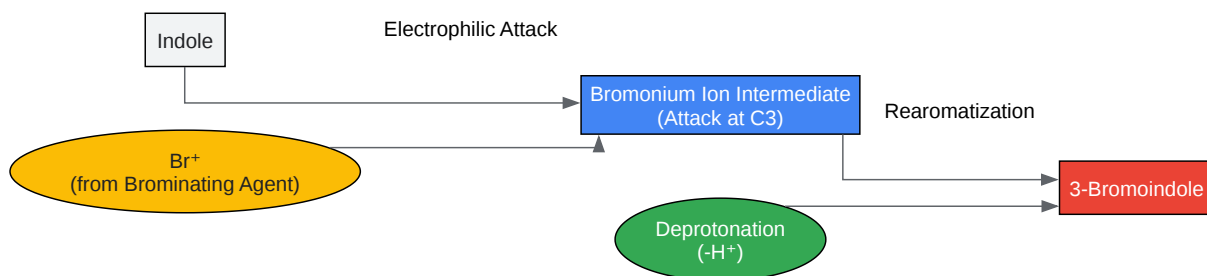 Indole
Electrophilic Attack
Bromonium Ion Intermediate
(Attack at C3)
Rearomatization
Br⁺
(from Brominating Agent)
3-Bromoindole
Deprotonation
(-H⁺)